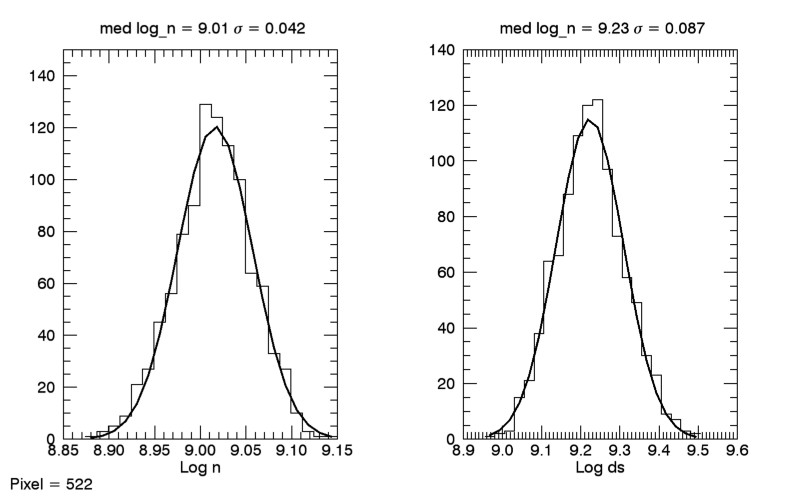 med log_n = 9.01 σ = 0.042
140
120
100
80
60
40
20
0
8.85 8.90 8.95 9.00 9.05 9.10 9.15
Log n
med log_n = 9.23 σ = 0.087
140
120
100
80
60
40
20
0
8.9 9.0 9.1 9.2 9.3 9.4 9.5 9.6
Log ds
Pixel = 522